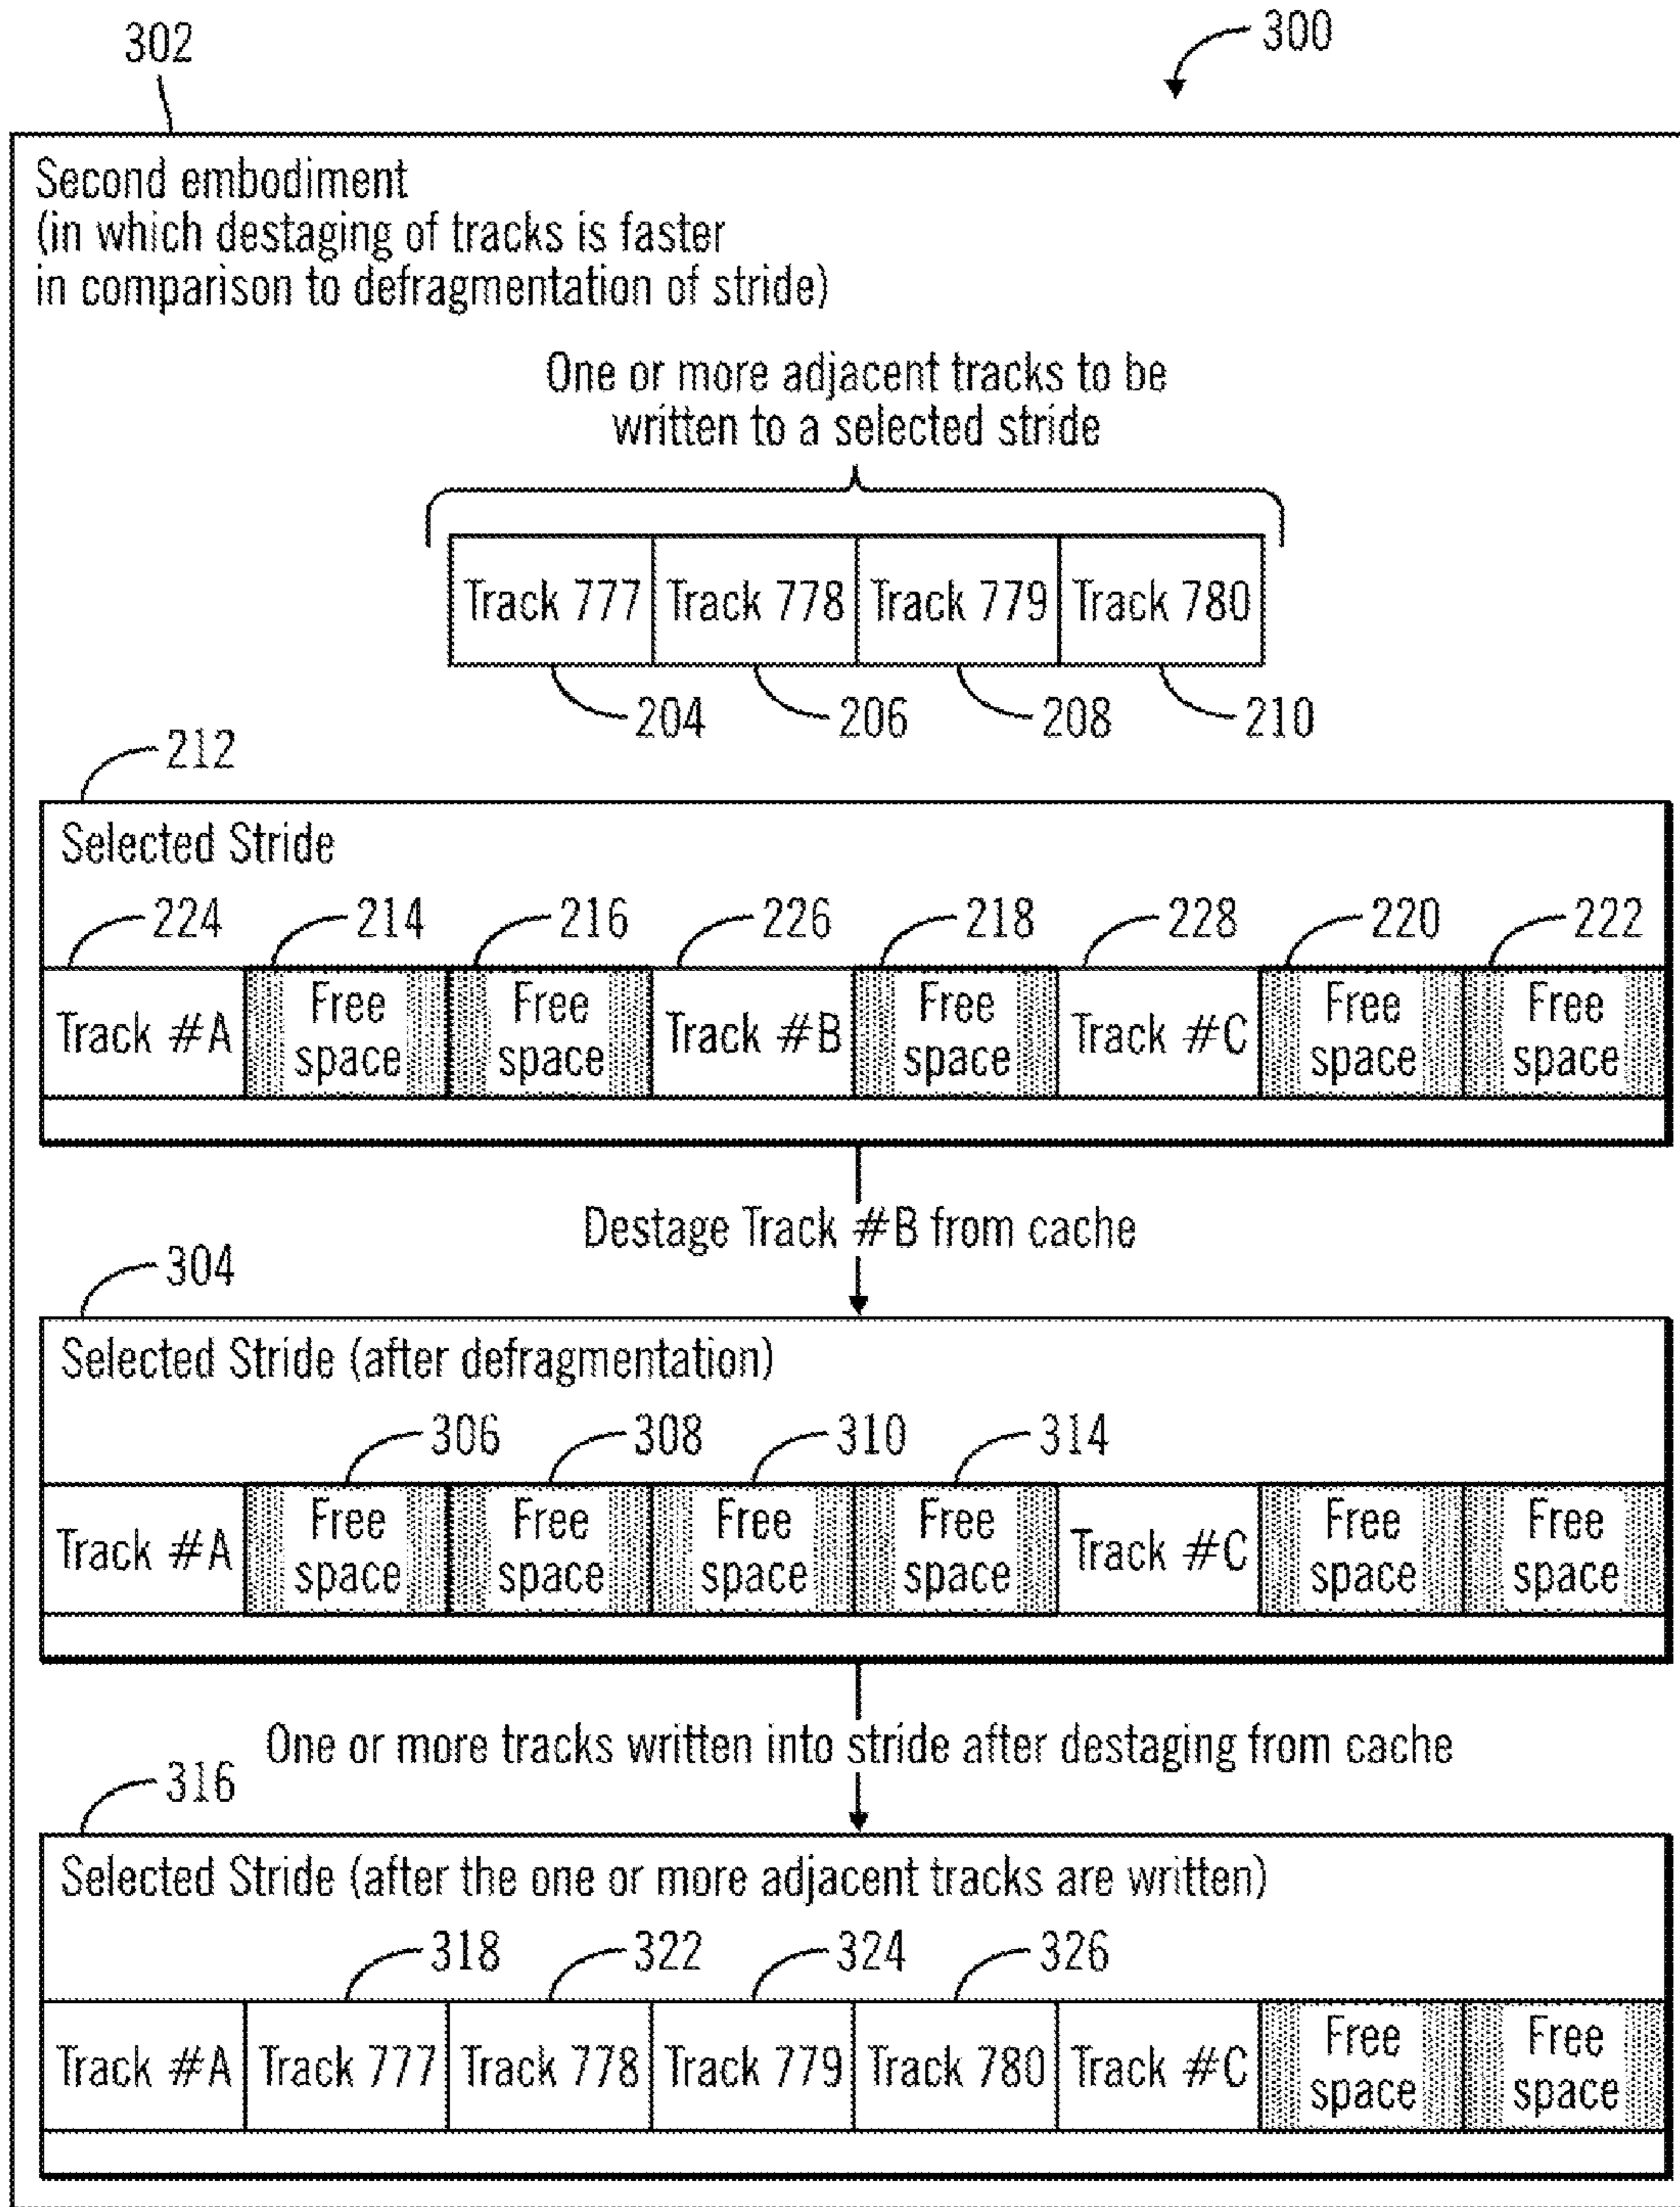 300
302
Second embodiment
(in which destaging of tracks is faster
in comparison to defragmentation of stride)
One or more adjacent tracks to be
written to a selected stride
Track 777 Track 778 Track 779 Track 780
204 206 208 210
212
Selected Stride
224 214 216 226 218 228 220 222
Track #A Free space Free space Track #B Free space Track #C Free space Free space
Destage Track #B from cache
304
Selected Stride (after defragmentation)
306 308 310 314
Track #A Free space Free space Free space Free space Track #C Free space Free space
One or more tracks written into stride after destaging from cache
316
Selected Stride (after the one or more adjacent tracks are written)
318 322 324 326
Track #A Track 777 Track 778 Track 779 Track 780 Track #C Free space Free space